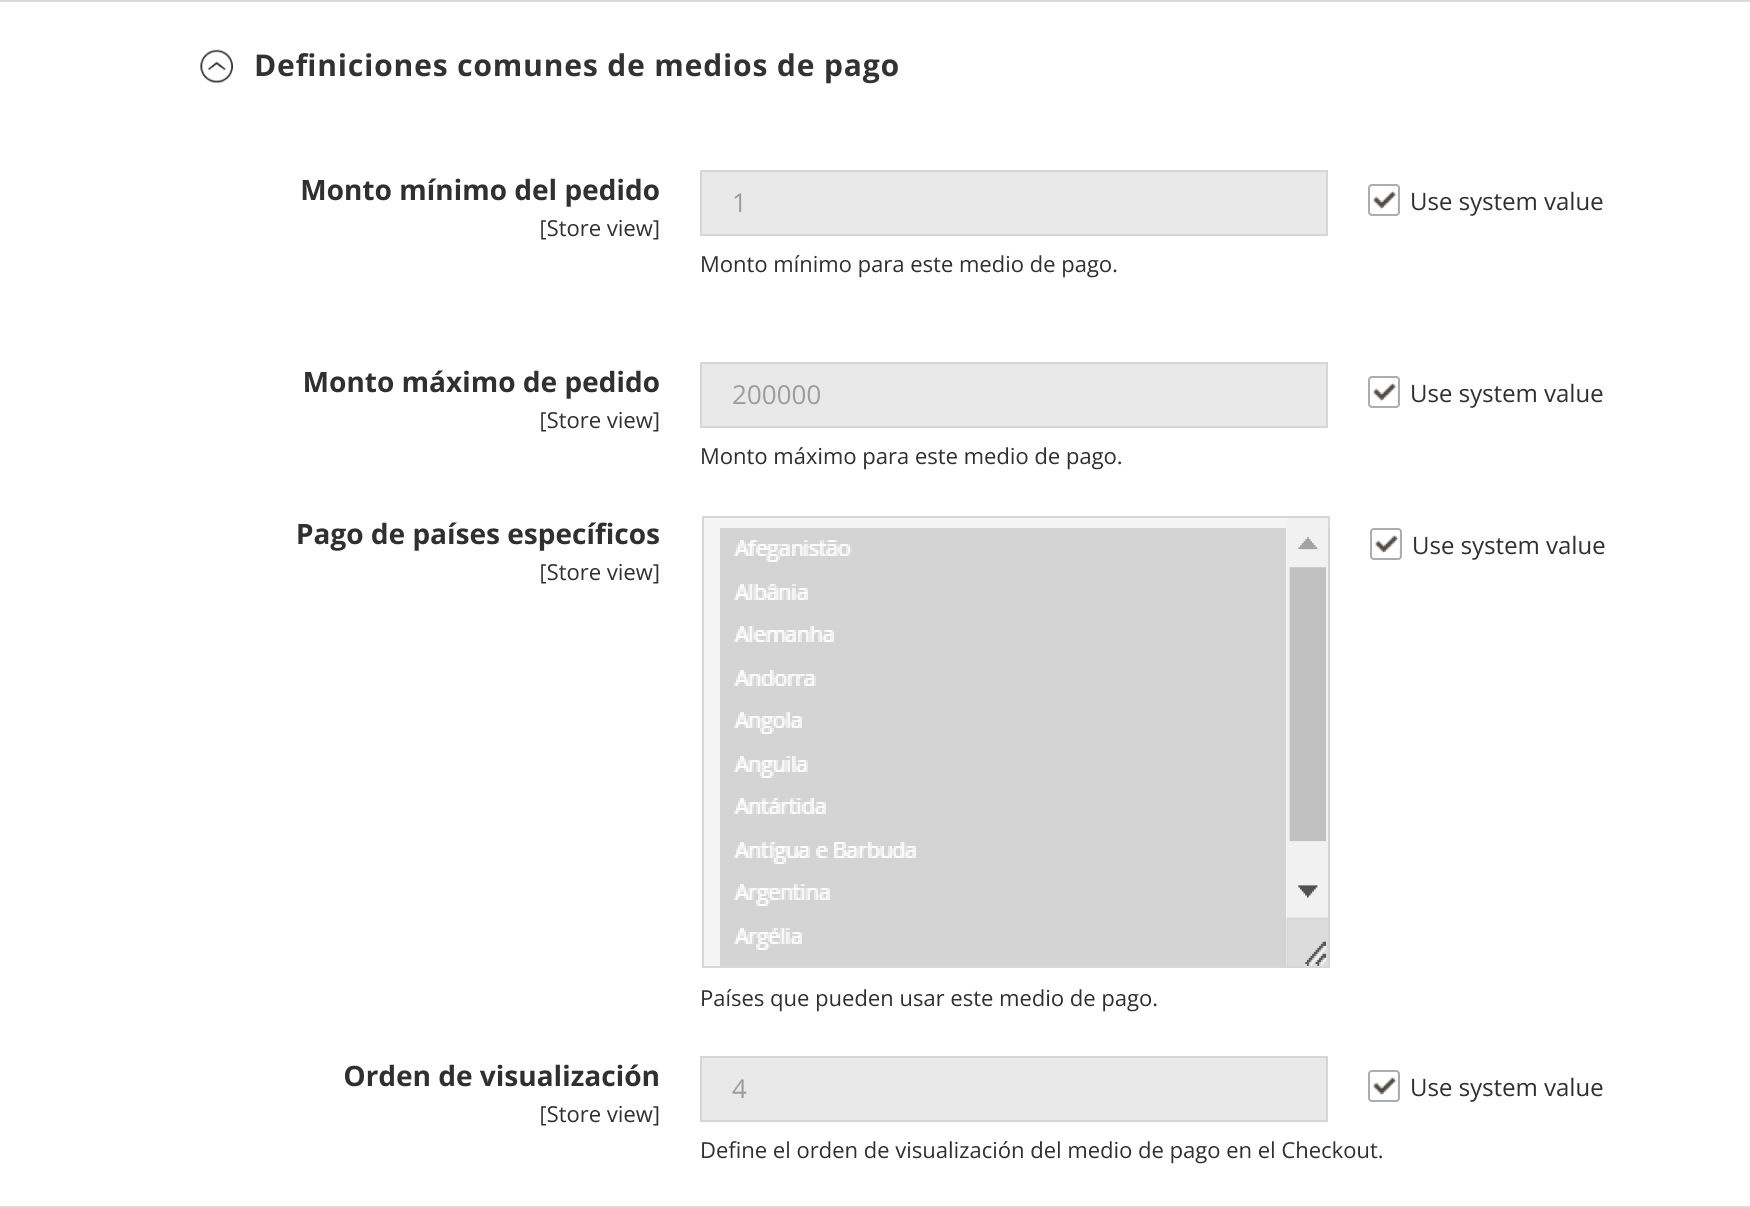 Definiciones comunes de medios de pago
Monto mínimo del pedido
[Store view]
1
Use system value
Monto mínimo para este medio de pago.
Monto máximo de pedido
[Store view]
200000
Use system value
Monto máximo para este medio de pago.
Pago de países específicos
[Store view]
Use system value
Afeganistão
Albânia
Alemanha
Andorra
Angola
Anguila
Antártida
Antígua e Barbuda
Argentina
Argélia
Países que pueden usar este medio de pago.
Orden de visualización
[Store view]
4
Use system value
Define el orden de visualización del medio de pago en el Checkout.